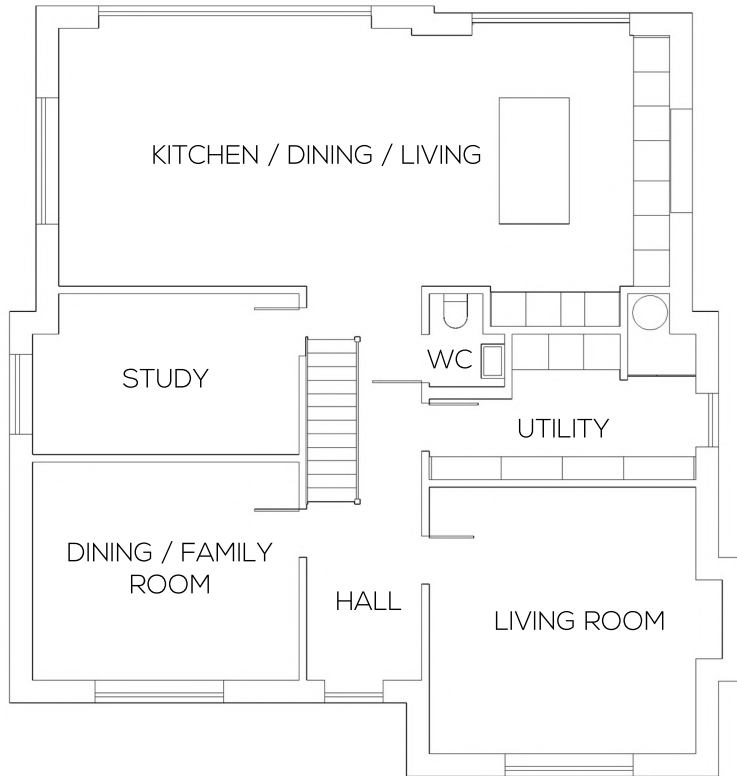 KITCHEN / DINING / LIVING
WC
STUDY
UTILITY
DINING / FAMILY
ROOM
HALL
LIVING ROOM